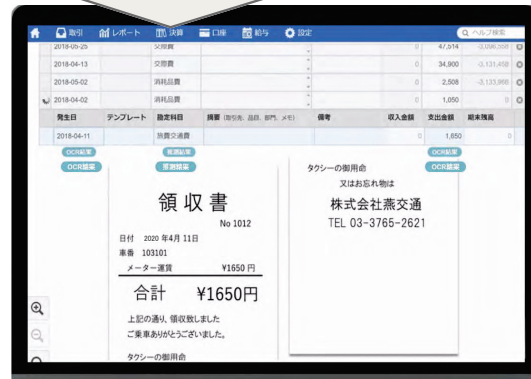 取引 レポート 決算 口座 給与 設定 ヘルプ検索
2018-05-25 交際費 0 47,514 -3,096,558
2018-04-13 交際費 0 34,900 -3,131,458
2018-05-02 消耗品費 0 2,508 -3,133,966
2018-04-02 消耗品費 0 1,050 0
発生日 テンプレート 勘定科目 摘要 (取引先、品目、部門、メモ) 備考 収入金額 支出金額 期末残高
2018-04-11 旅費交通費 0 1,650 0
OCR結果 推測結果 OCR結果
OCR結果 推測結果 OCR結果
領収書
No 1012
日付 2020 年4月 11日
車番 103101
メーター運賃 ¥1650 円
合計 ¥1650円
上記の通り、領収致しました
ご乗車ありがとうございました。
タクシーの御用命
タクシーの御用命
又はお忘れ物は
株式会社燕交通
TEL 03-3765-2621